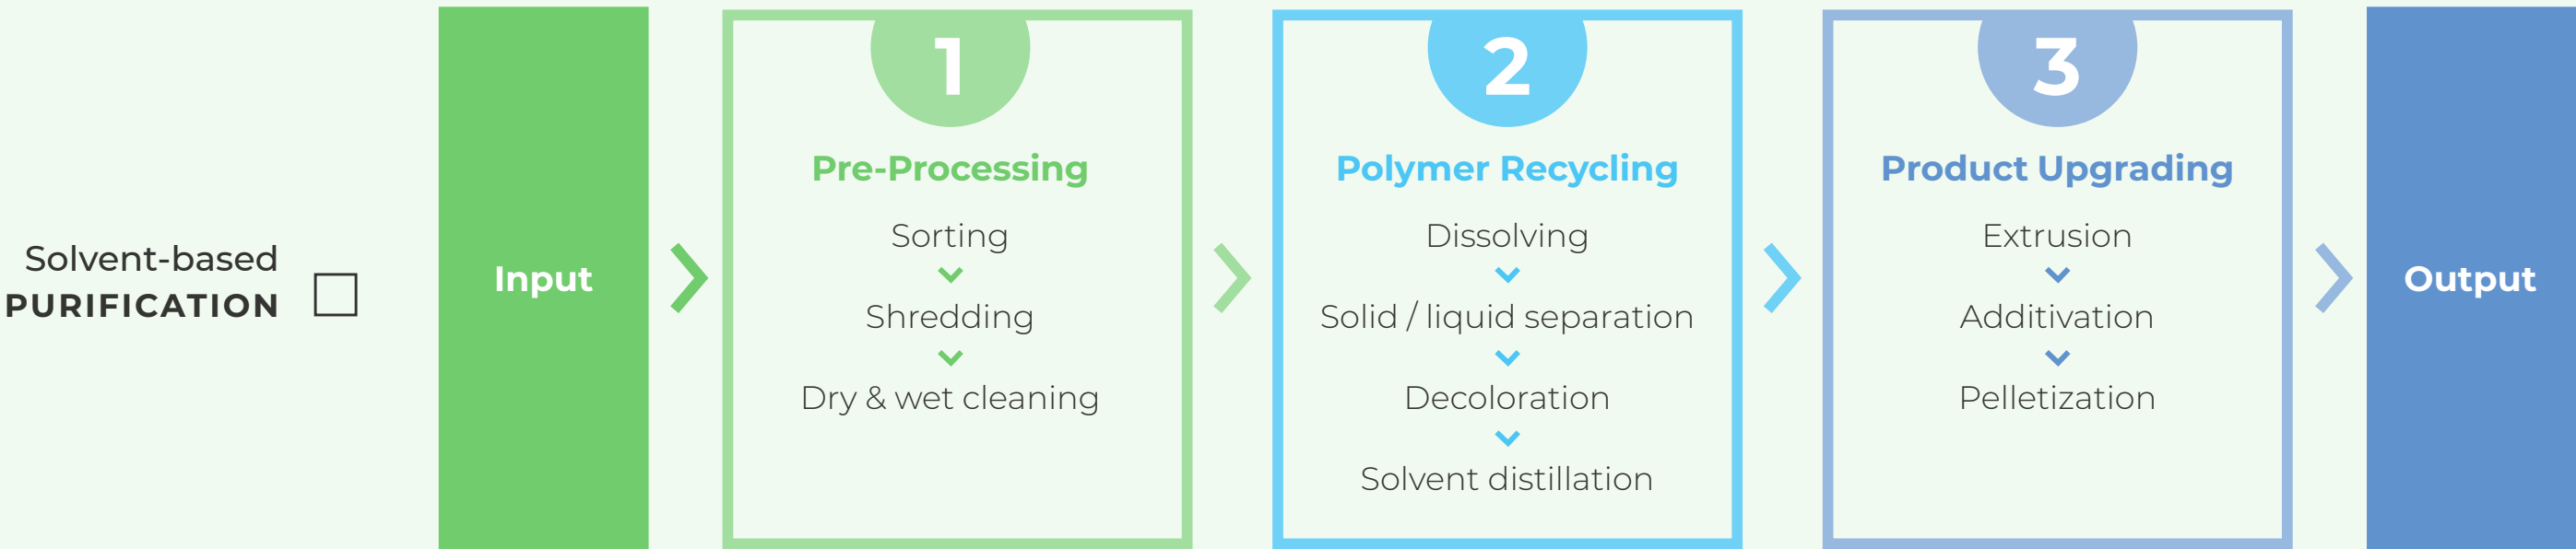 Solvent-based
PURIFICATION
Input
1
Pre-Processing
Sorting
Shredding
Dry & wet cleaning
2
Polymer Recycling
Dissolving
Solid / liquid separation
Decoloration
Solvent distillation
3
Product Upgrading
Extrusion
Additivation
Pelletization
Output